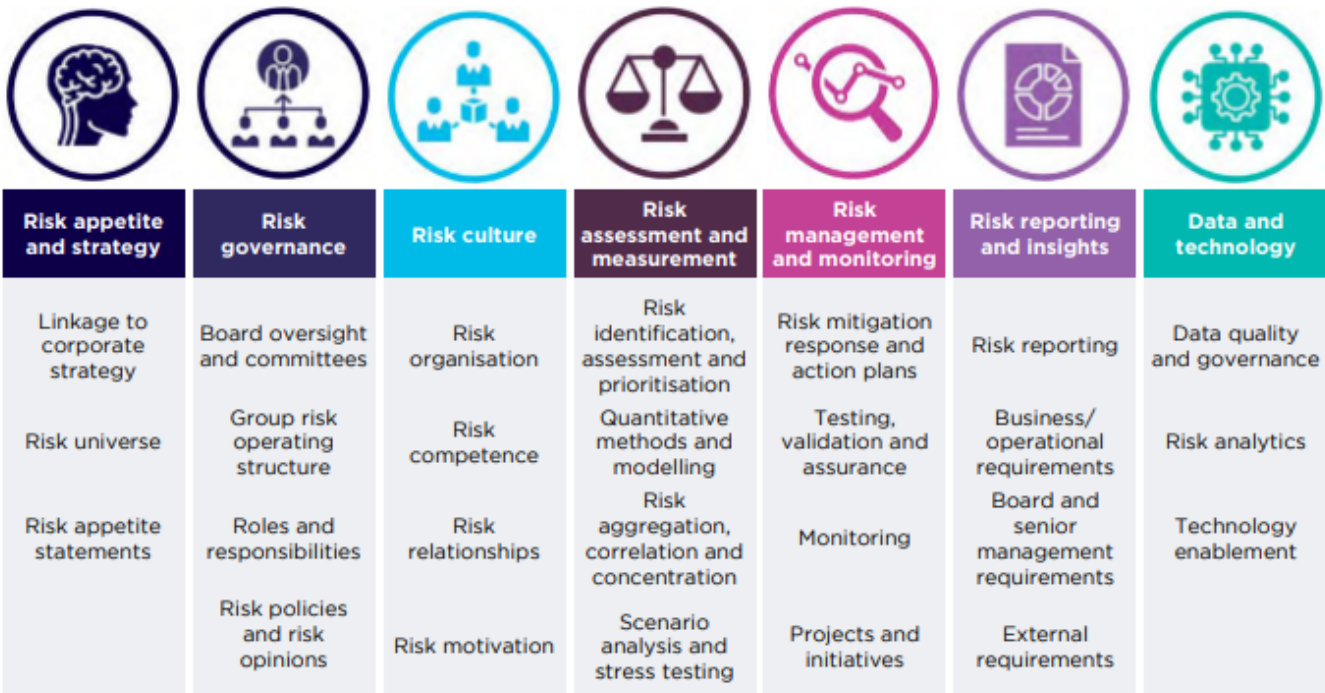 Risk appetite
and strategy
Risk
governance
Risk culture
Risk
assessment and
measurement
Risk
management
and monitoring
Risk reporting
and insights
Data and
technology
Linkage to
corporate
strategy
Board oversight
and committees
Risk
organisation
Risk
identification,
assessment and
prioritisation
Risk mitigation
response and
action plans
Risk reporting
Data quality
and governance
Risk universe
Group risk
operating
structure
Risk
competence
Quantitative
methods and
modelling
Testing,
validation and
assurance
Business/
operational
requirements
Risk analytics
Risk appetite
statements
Roles and
responsibilities
Risk
relationships
Risk
aggregation,
correlation and
concentration
Monitoring
Board and
senior
management
requirements
Technology
enablement
Risk policies
and risk
opinions
Risk motivation
Scenario
analysis and
stress testing
Projects and
initiatives
External
requirements